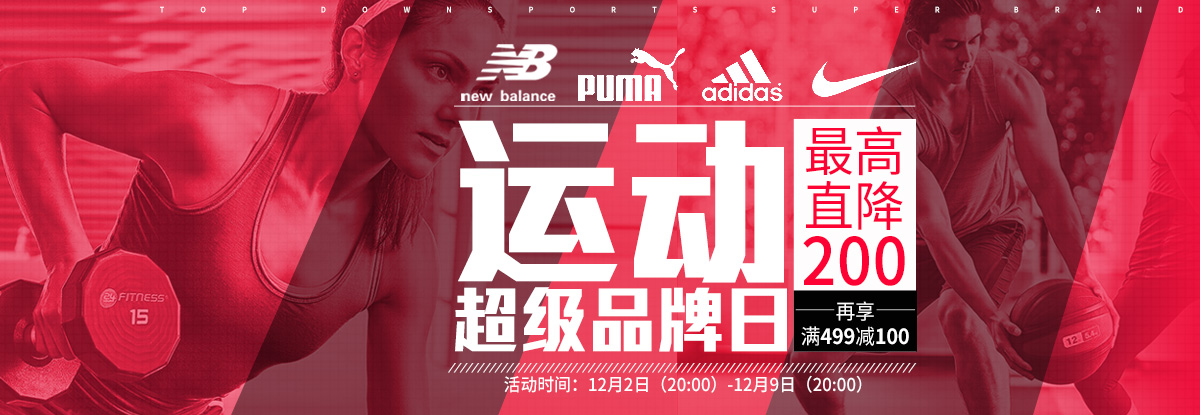 TOP DOWNSPORTS SUPER BRAND
NB
new balance
PUMA
adidas
运动
超级品牌日
最高
直降
200
再享
满499减100
活动时间：12月2日（20:00）-12月9日（20:00）
24 FITNESS
15